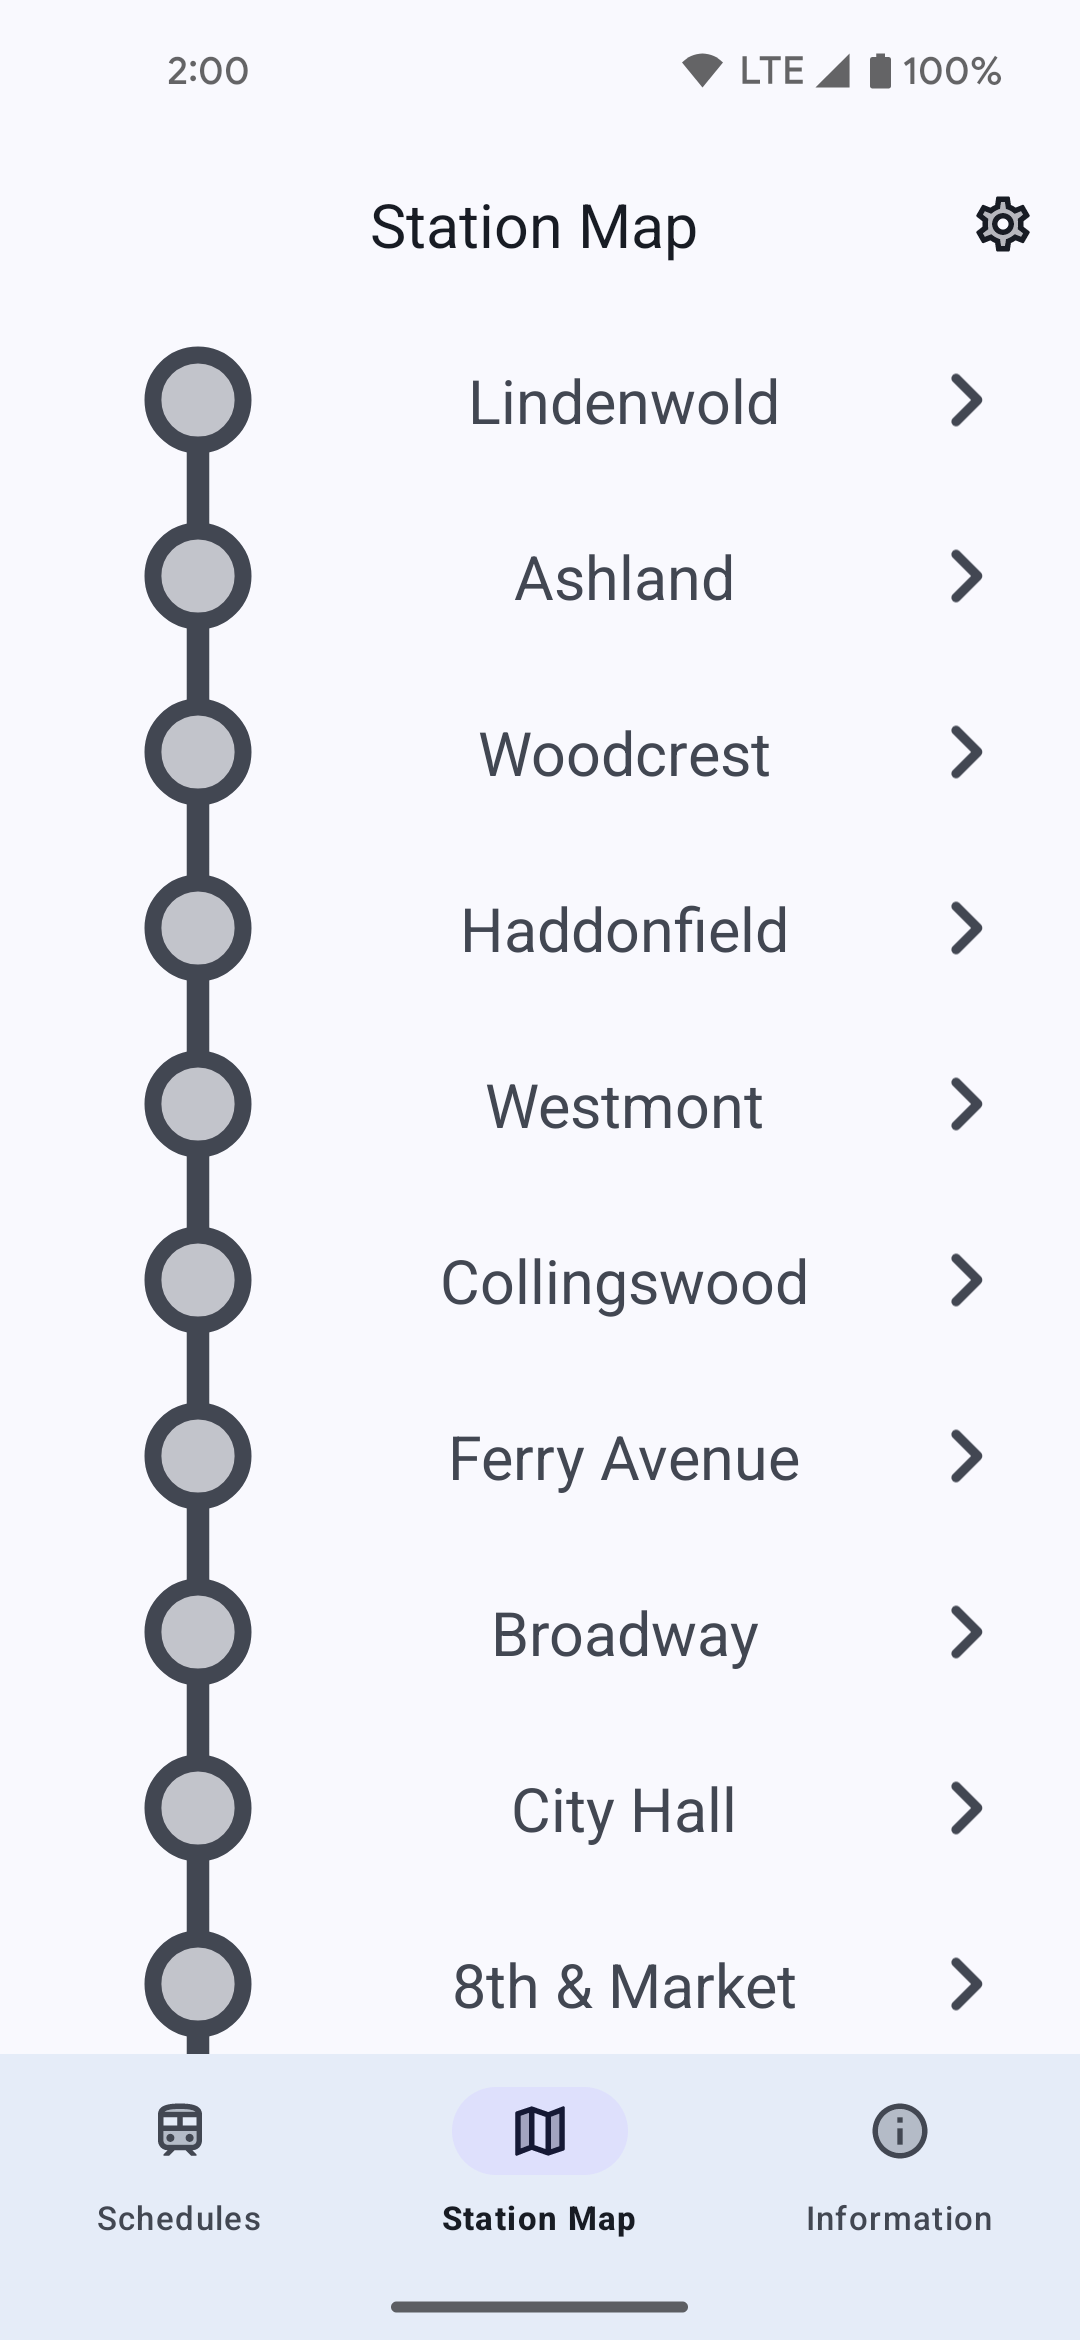 2:00 LTE 100%
Station Map
Lindenwold
Ashland
Woodcrest
Haddonfield
Westmont
Collingswood
Ferry Avenue
Broadway
City Hall
8th & Market
Schedules Station Map Information